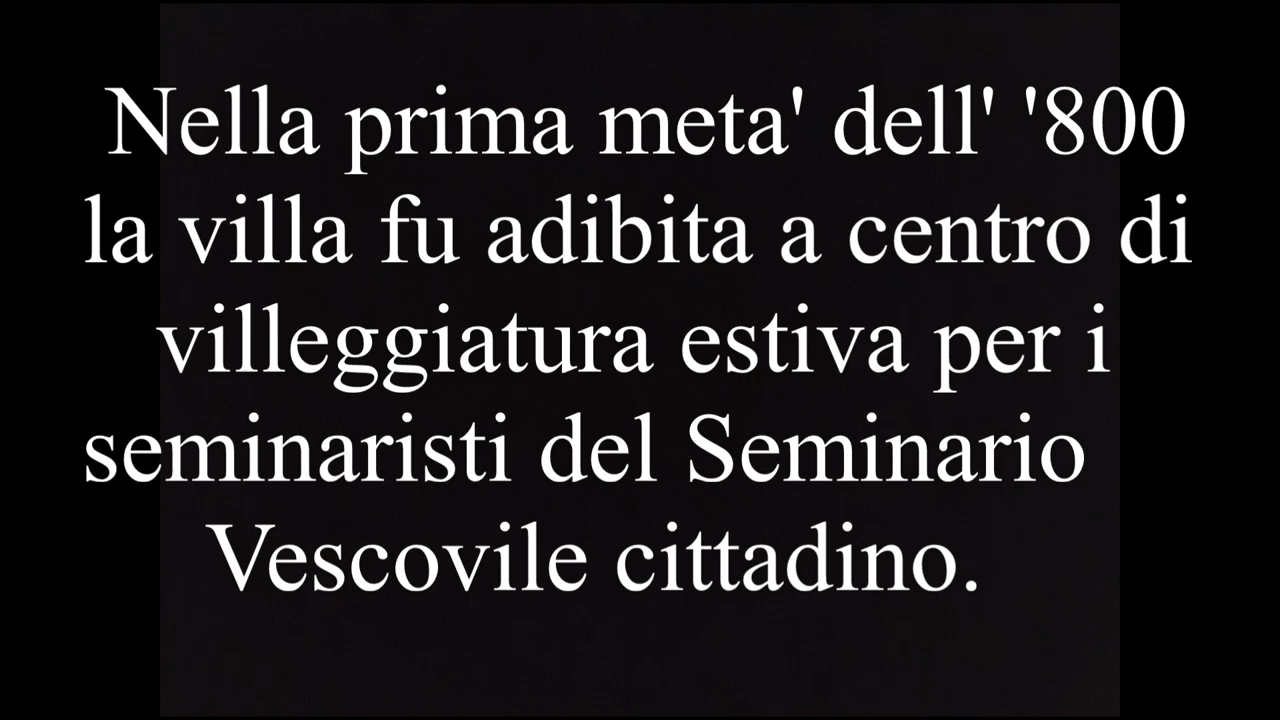 Nella prima meta' dell' '800
la villa fu adibita a centro di
villeggiatura estiva per i
seminaristi del Seminario
Vescovile cittadino.